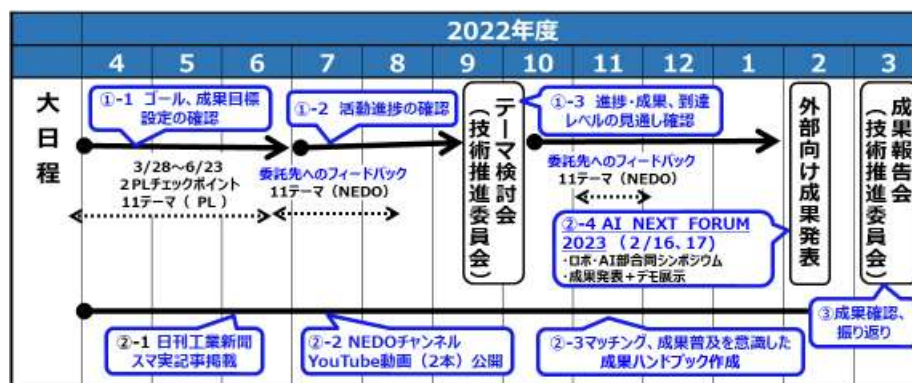 2022年度
4 5 6 7 8 9 10 11 12 1 2 3
大日程
①-1 ゴール、成果目標
設定の確認
①-2 活動進捗の確認
テーマ検討会
（技術推進委員会）
①-3 進捗・成果、到達
レベルの見通し確認
外部向け成果発表
成果報告会
（技術推進委員会）
3/28～6/23
2PLチェックポイント
11テーマ（ PL ）
委託先へのフィードバック
11テーマ（NEDO）
委託先へのフィードバック
11テーマ（NEDO）
②-4 AI NEXT FORUM
2023（2/16、17）
・ロボ・AI部合同シンポジウム
・成果発表＋デモ展示
②-1 日刊工業新聞
スマ実記事掲載
②-2 NEDOチャンネル
YouTube動画（2本）公開
②-3マッチング、成果普及を意識した
成果ハンドブック作成
③成果確認、
振り返り